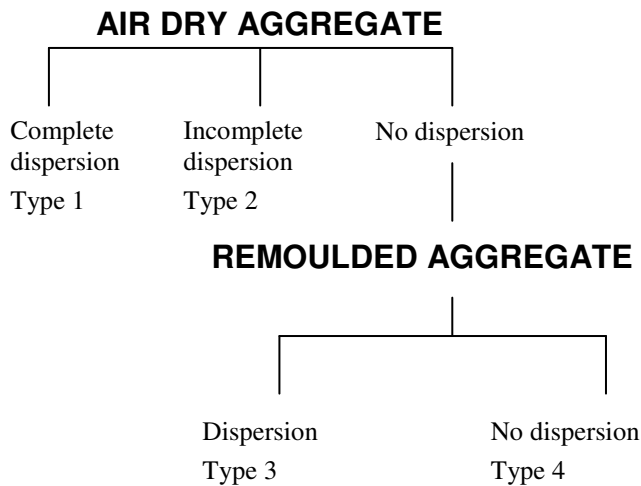 AIR DRY AGGREGATE
Complete
dispersion
Type 1
Incomplete
dispersion
Type 2
No dispersion
REMOULDED AGGREGATE
Dispersion
Type 3
No dispersion
Type 4